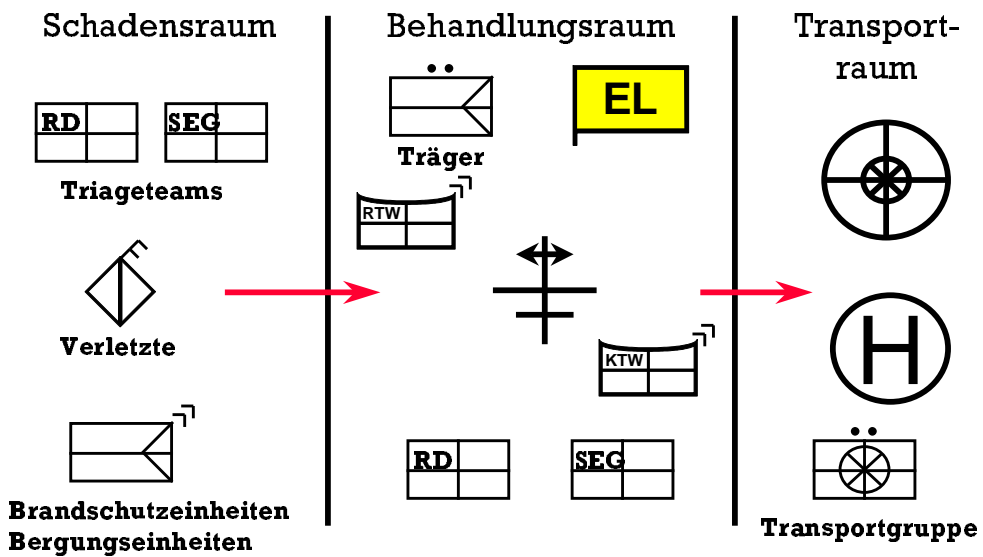 Schadensraum
RD
SEG
Triageteams
Verletzte
Brandschutzeinheiten
Bergungseinheiten
Behandlungsraum
Träger
EL
RTW
KTW
RD
SEG
Transport-
raum
H
Transportgruppe